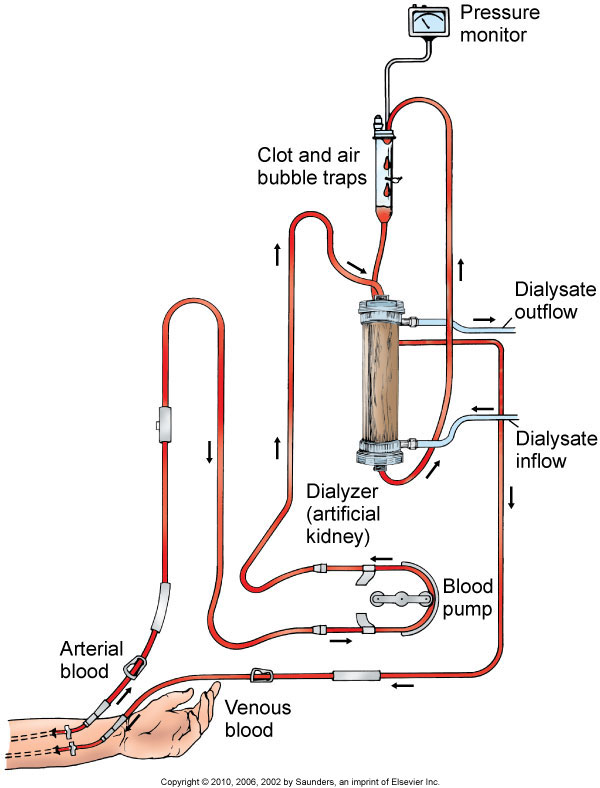 Pressure
monitor
Clot and air
bubble traps
Dialysate
outflow
Dialysate
inflow
Dialyzer
(artificial
kidney)
Blood
pump
Arterial
blood
Venous
blood
Copyright © 2010, 2006, 2002 by Saunders, an imprint of Elsevier Inc.